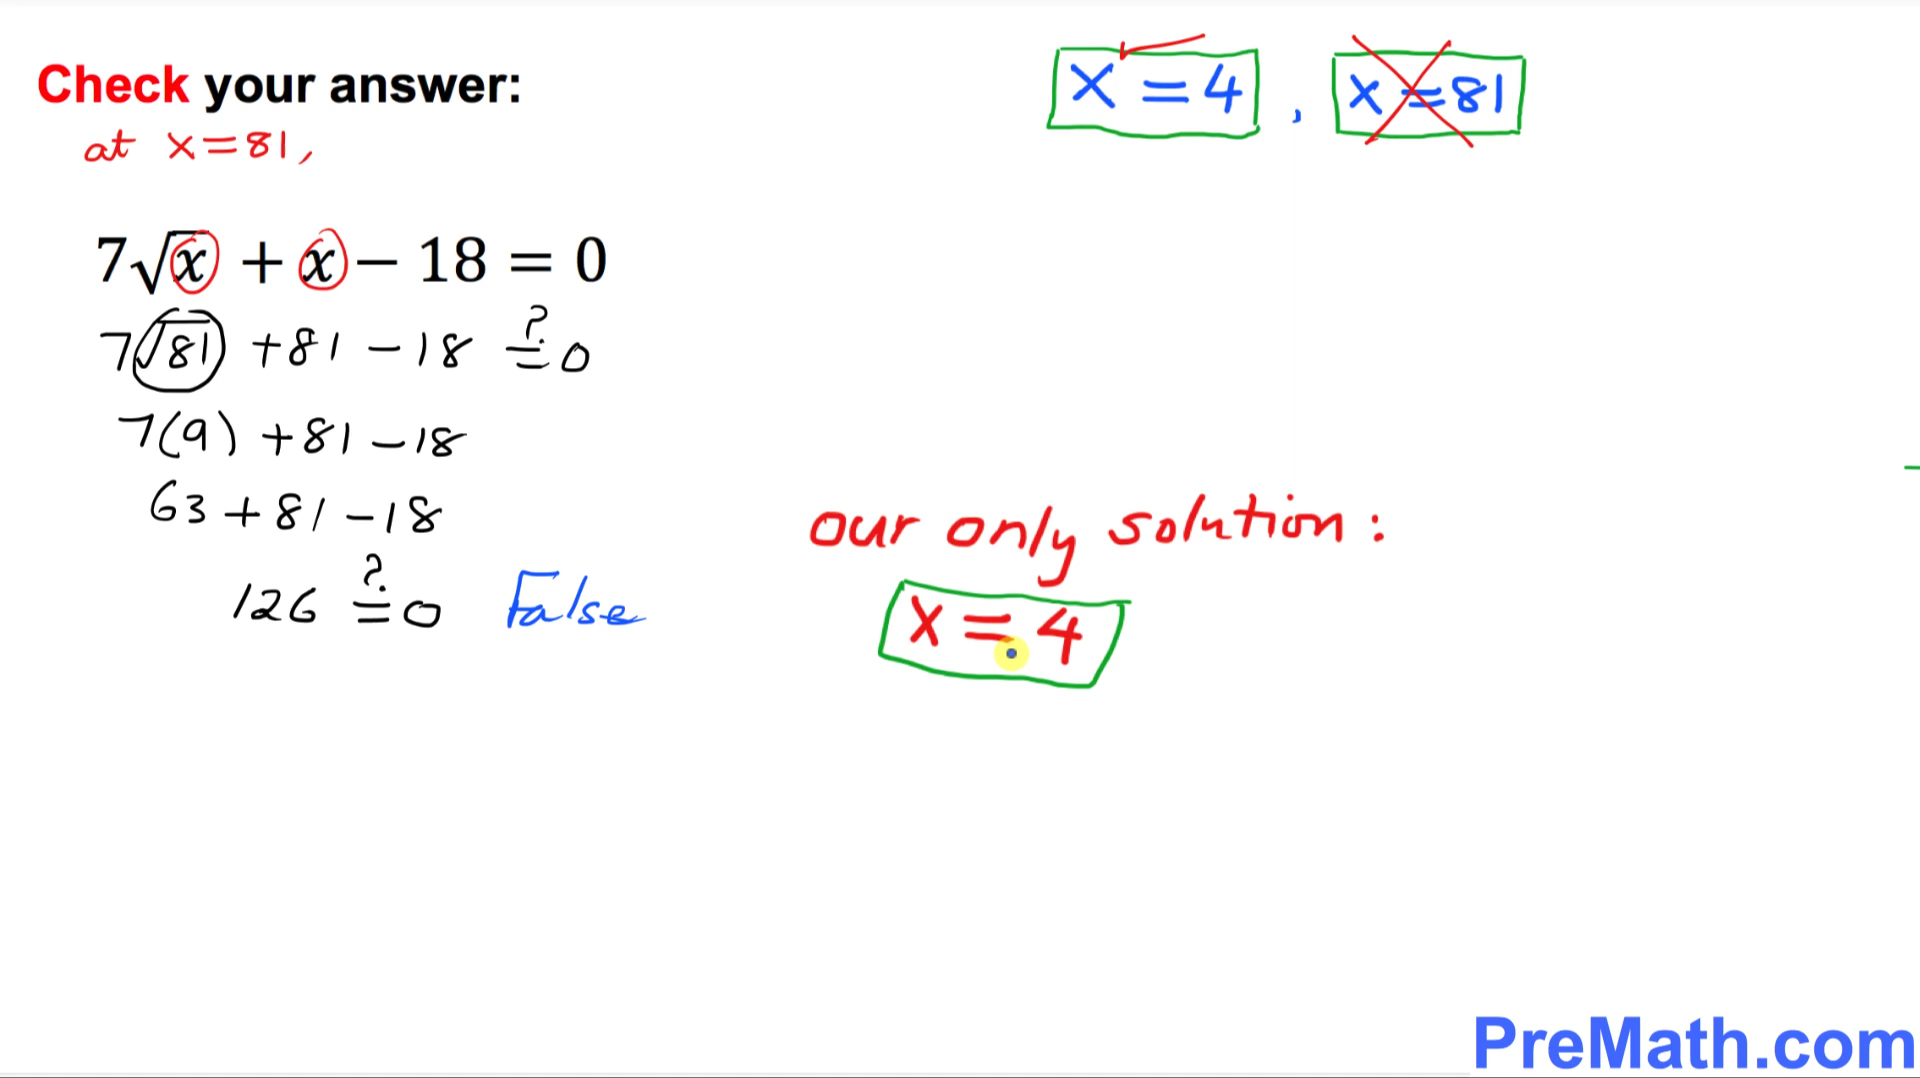 Check your answer:
at x=81,
x = 4 , x = 81
7√x + x − 18 = 0
7√81 + 81 − 18 ≟ 0
7(9) + 81 − 18
63 + 81 − 18
126 ≟ 0 False
our only solution:
x = 4
PreMath.com